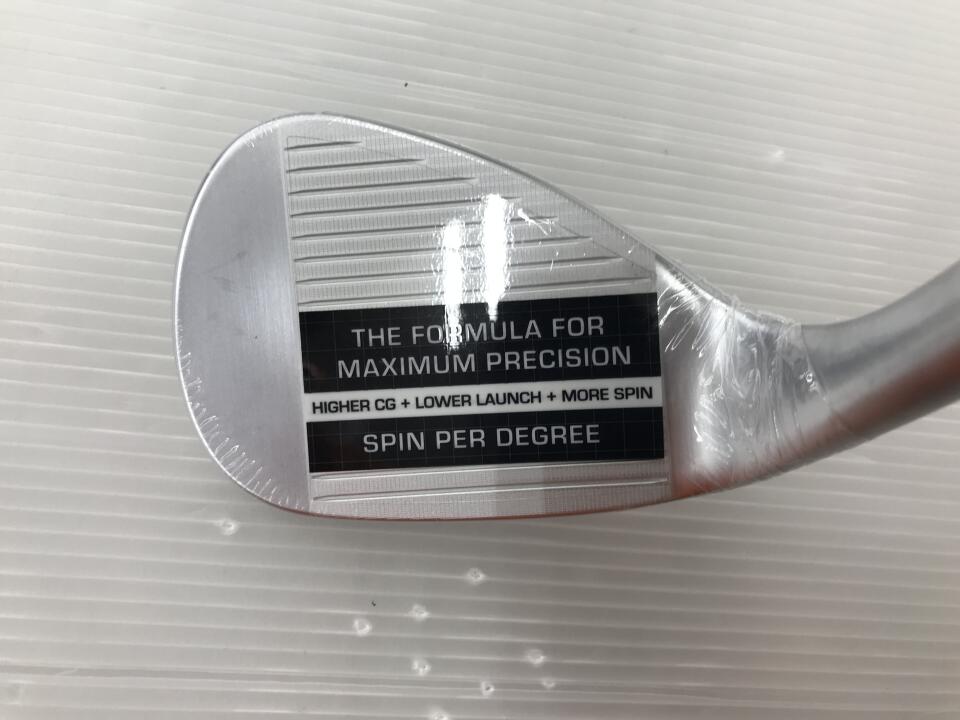 THE FORMULA FOR
MAXIMUM PRECISION
HIGHER CG + LOWER LAUNCH + MORE SPIN
SPIN PER DEGREE